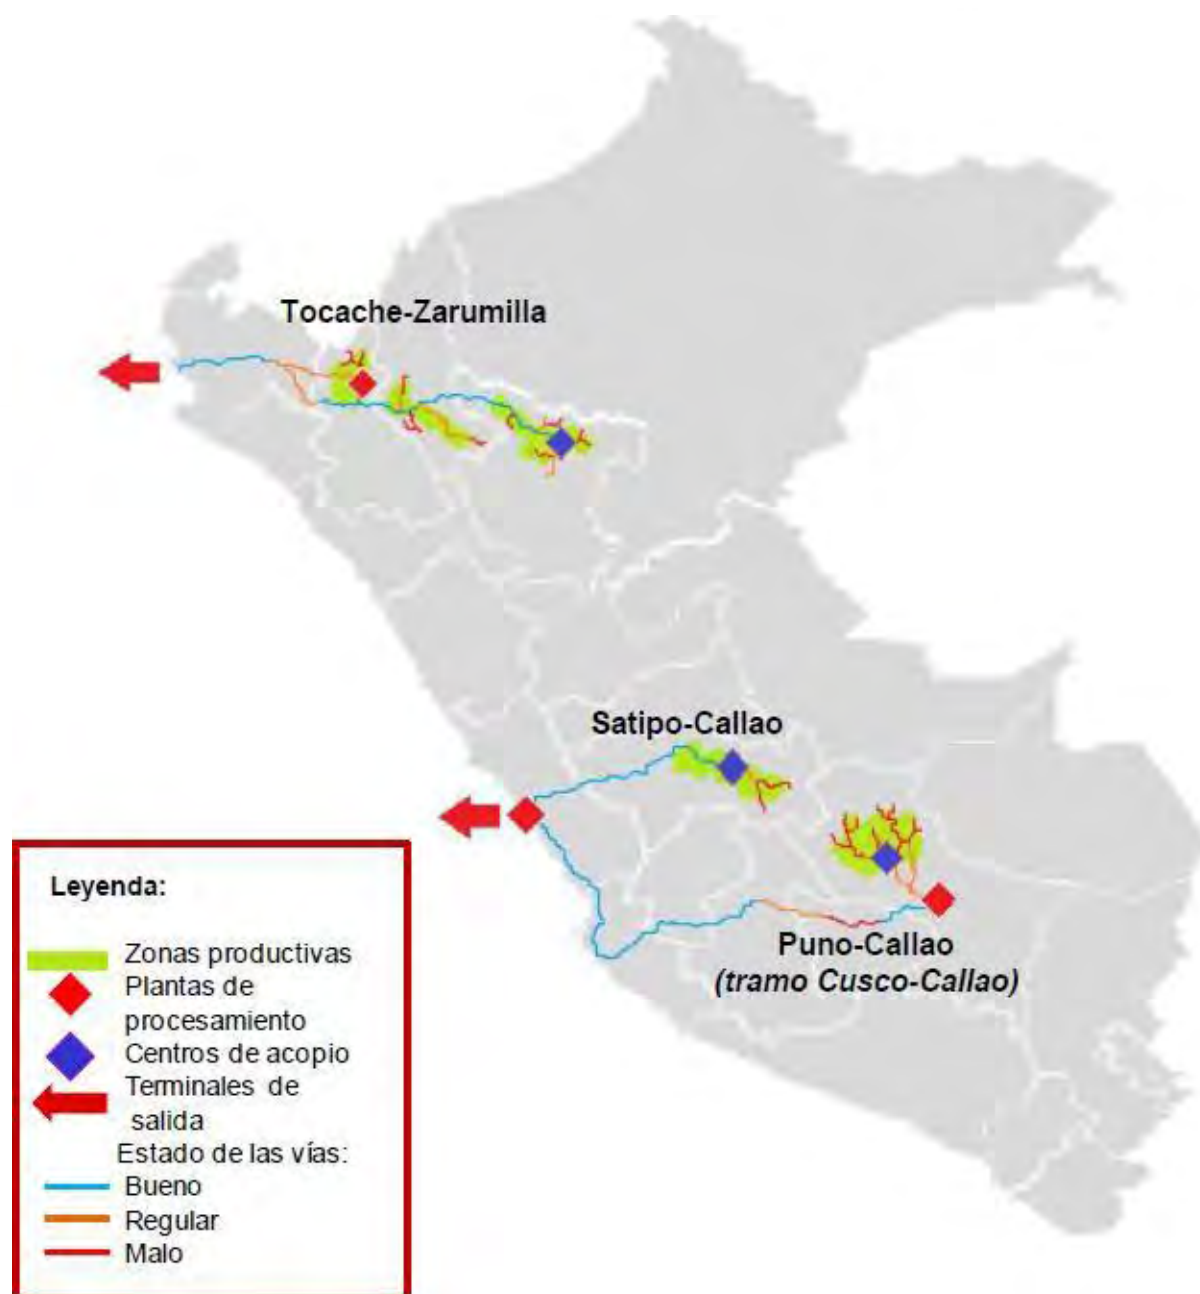 Tocache-Zarumilla
Satipo-Callao
Puno-Callao
(tramo Cusco-Callao)
Leyenda:
Zonas productivas
Plantas de
procesamiento
Centros de acopio
Terminales de
salida
Estado de las vías:
Bueno
Regular
Malo